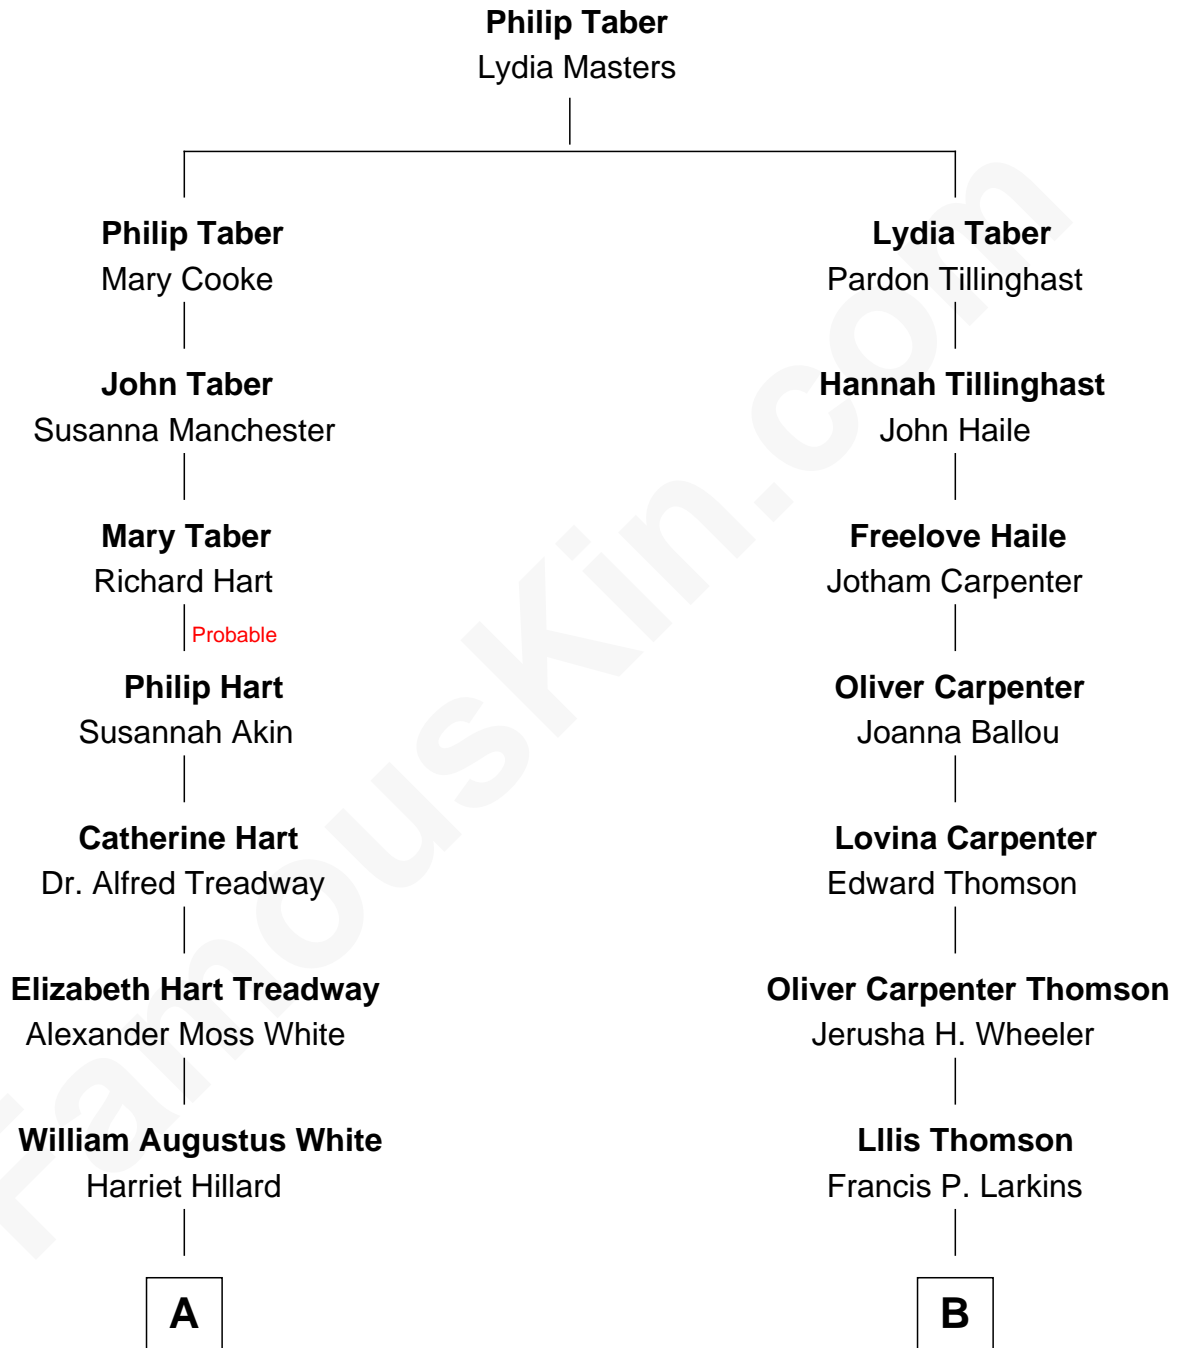 Philip Taber
Lydia Masters
Philip Taber
Mary Cooke
Lydia Taber
Pardon Tillinghast
John Taber
Susanna Manchester
Hannah Tillinghast
John Haile
Mary Taber
Richard Hart
Freelove Haile
Jotham Carpenter
Probable
Philip Hart
Susannah Akin
Oliver Carpenter
Joanna Ballou
Catherine Hart
Dr. Alfred Treadway
Lovina Carpenter
Edward Thomson
Elizabeth Hart Treadway
Alexander Moss White
Oliver Carpenter Thomson
Jerusha H. Wheeler
William Augustus White
Harriet Hillard
Lllis Thomson
Francis P. Larkins
A
B
FamousKin.com